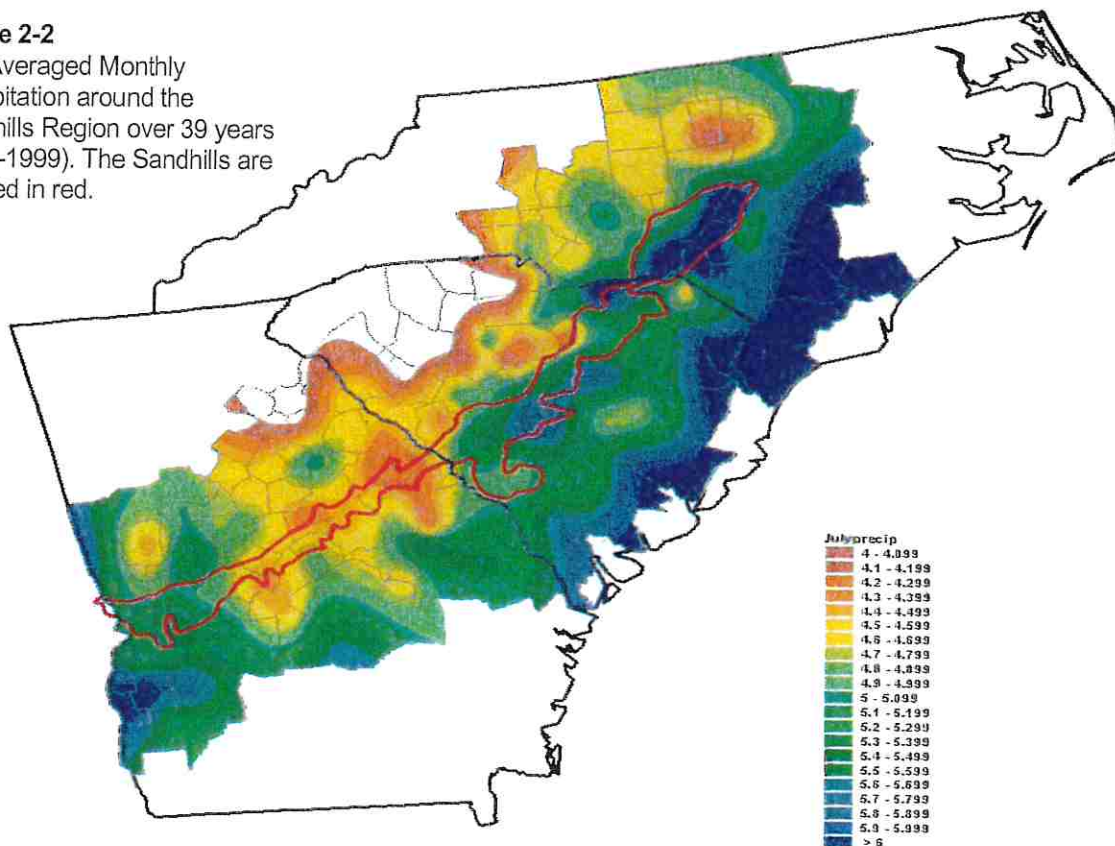 e 2-2
Averaged Monthly
pitation around the
hills Region over 39 years
-1999). The Sandhills are
ed in red.
Julyprecip
4 - 4.099
4.1 - 4.199
4.2 - 4.299
4.3 - 4.399
4.4 - 4.499
4.5 - 4.599
4.6 - 4.699
4.7 - 4.799
4.8 - 4.899
4.9 - 4.999
5 - 5.099
5.1 - 5.199
5.2 - 5.299
5.3 - 5.399
5.4 - 5.499
5.5 - 5.599
5.6 - 5.699
5.7 - 5.799
5.8 - 5.899
5.9 - 5.999
> 6